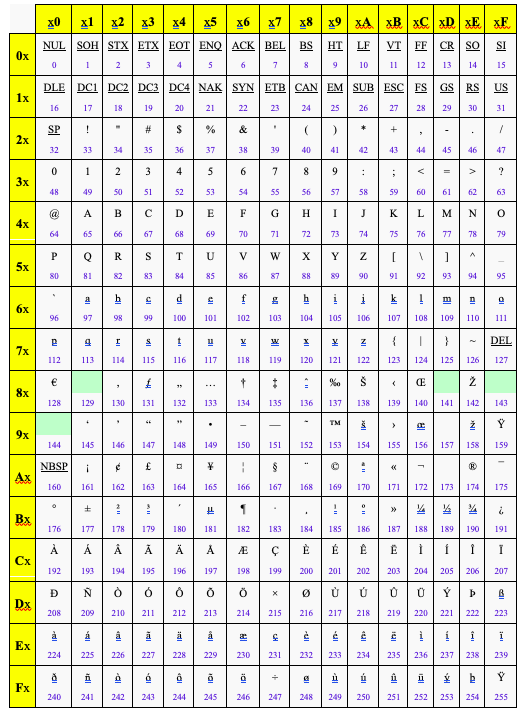 x0 x1 x2 x3 x4 x5 x6 x7 x8 x9 xA xB xC xD xE xF
0x NUL SOH STX ETX EOT ENQ ACK BEL BS HT LF VT FF CR SO SI
0 1 2 3 4 5 6 7 8 9 10 11 12 13 14 15
1x DLE DC1 DC2 DC3 DC4 NAK SYN ETB CAN EM SUB ESC FS GS RS US
16 17 18 19 20 21 22 23 24 25 26 27 28 29 30 31
2x SP ! " # $ % & ' ( ) * + , - . /
32 33 34 35 36 37 38 39 40 41 42 43 44 45 46 47
3x 0 1 2 3 4 5 6 7 8 9 : ; < = > ?
48 49 50 51 52 53 54 55 56 57 58 59 60 61 62 63
4x @ A B C D E F G H I J K L M N O
64 65 66 67 68 69 70 71 72 73 74 75 76 77 78 79
5x P Q R S T U V W X Y Z [ \ ] ^ _
80 81 82 83 84 85 86 87 88 89 90 91 92 93 94 95
6x ` a b c d e f g h i j k l m n o
96 97 98 99 100 101 102 103 104 105 106 107 108 109 110 111
7x p q r s t u v w x y z { | } ~ DEL
112 113 114 115 116 117 118 119 120 121 122 123 124 125 126 127
8x € ‚ ƒ „ … † ‡ ˆ ‰ Š ‹ Œ Ž
128 129 130 131 132 133 134 135 136 137 138 139 140 141 142 143
9x ‘ ’ “ ” • – — ˜ ™ š › œ ž Ÿ
144 145 146 147 148 149 150 151 152 153 154 155 156 157 158 159
Ax NBSP ¡ ¢ £ ¤ ¥ ¦ § ¨ © ª « ¬ ® ¯
160 161 162 163 164 165 166 167 168 169 170 171 172 173 174 175
Bx ° ± ² ³ ´ µ ¶ · ¸ ¹ º » ¼ ½ ¾ ¿
176 177 178 179 180 181 182 183 184 185 186 187 188 189 190 191
Cx À Á Â Ã Ä Å Æ Ç È É Ê Ë Ì Í Î Ï
192 193 194 195 196 197 198 199 200 201 202 203 204 205 206 207
Dx Ð Ñ Ò Ó Ô Õ Ö × Ø Ù Ú Û Ü Ý Þ ß
208 209 210 211 212 213 214 215 216 217 218 219 220 221 222 223
Ex à á â ã ä å æ ç è é ê ë ì í î ï
224 225 226 227 228 229 230 231 232 233 234 235 236 237 238 239
Fx ð ñ ò ó ô õ ö ÷ ø ù ú û ü ý þ ÿ
240 241 242 243 244 245 246 247 248 249 250 251 252 253 254 255